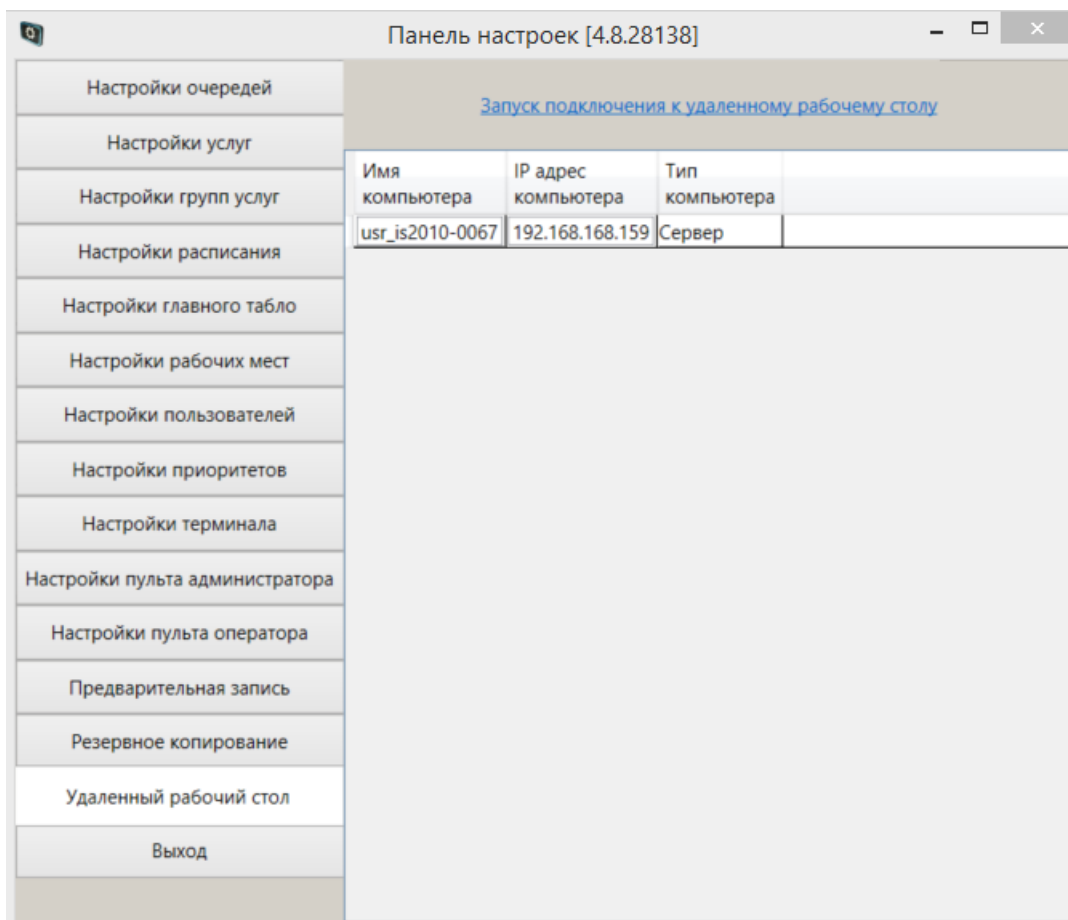 Панель настроек [4.8.28138]
Настройки очередей
Настройки услуг
Настройки групп услуг
Настройки расписания
Настройки главного табло
Настройки рабочих мест
Настройки пользователей
Настройки приоритетов
Настройки терминала
Настройки пульта администратора
Настройки пульта оператора
Предварительная запись
Резервное копирование
Удаленный рабочий стол
Выход
Запуск подключения к удаленному рабочему столу
Имя компьютера IP адрес компьютера Тип компьютера
usr_is2010-0067 192.168.168.159 Сервер